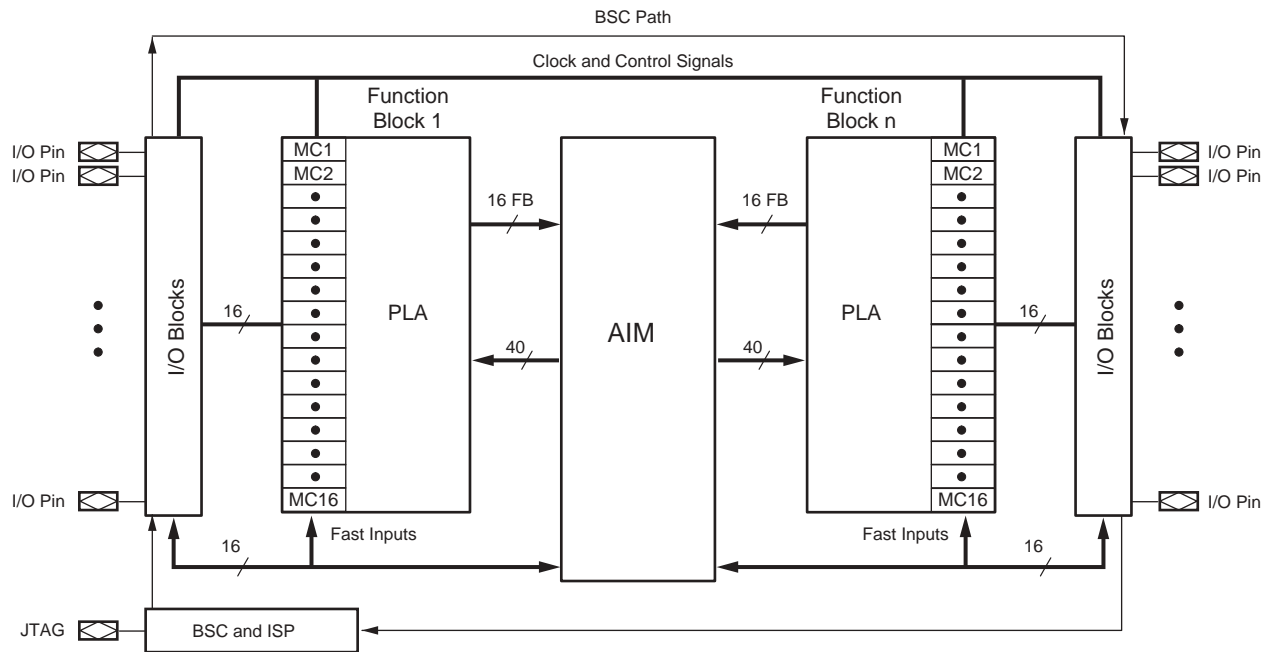 BSC Path
Clock and Control Signals
Function
Block 1
Function
Block n
I/O Pin
I/O Pin
I/O Pin
I/O Blocks
16
MC1
MC2
MC16
PLA
16 FB
40
AIM
16 FB
40
PLA
MC1
MC2
MC16
16
I/O Blocks
I/O Pin
I/O Pin
I/O Pin
Fast Inputs
16
Fast Inputs
16
JTAG
BSC and ISP